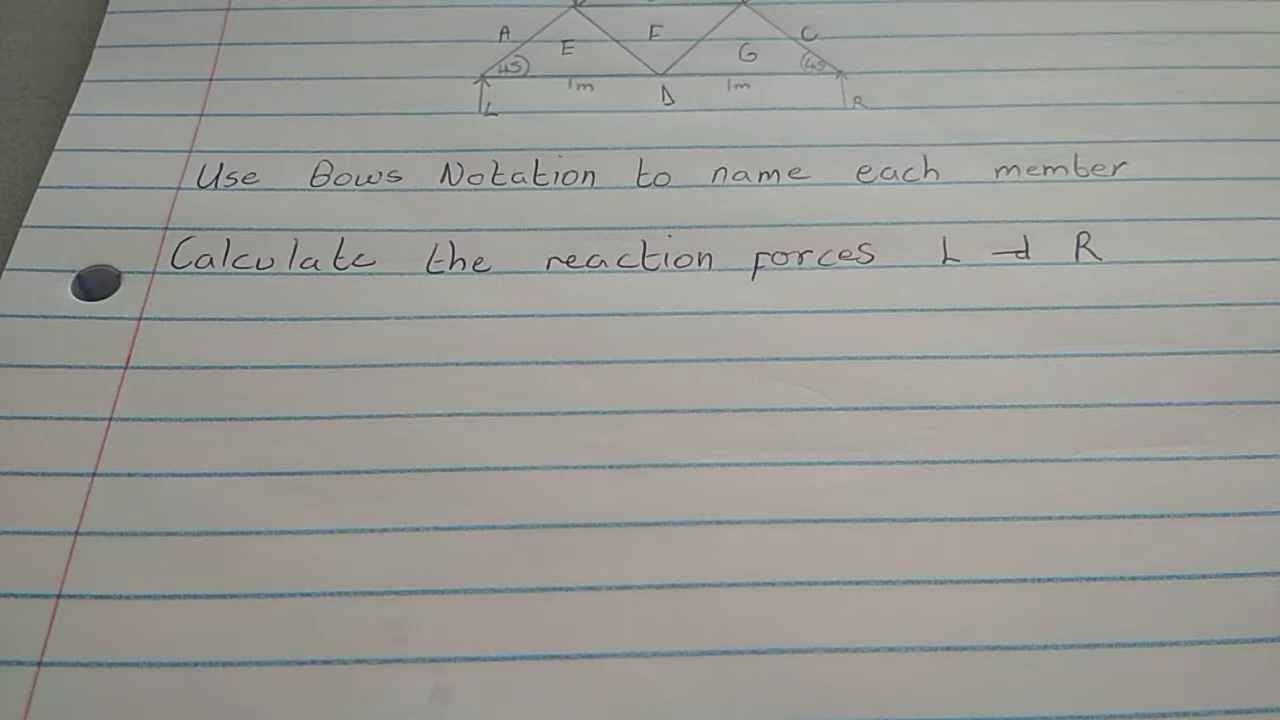 A F C
E G
45 45
1m 1m
L D R
Use Bows Notation to name each member
Calculate the reaction forces L d R